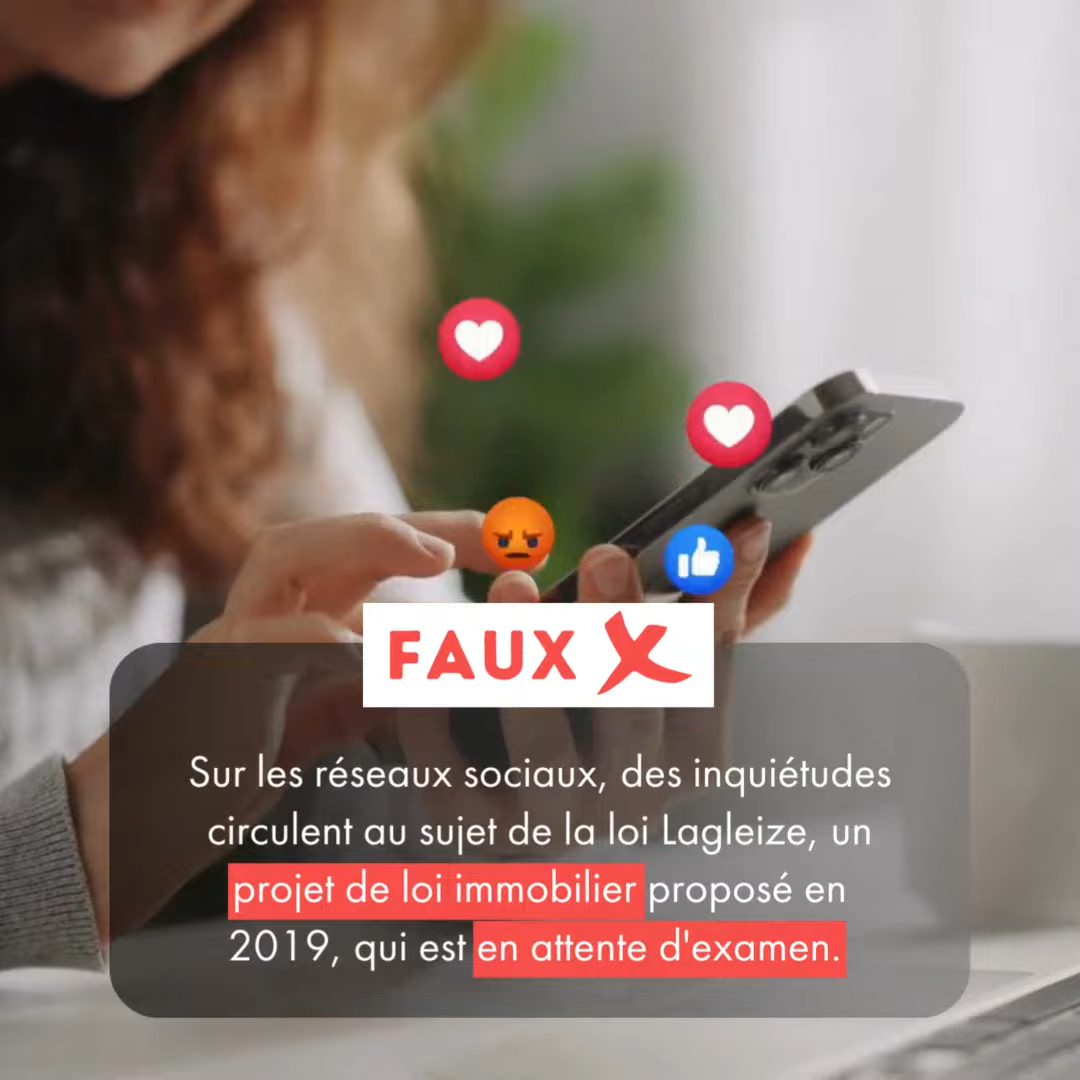 FAUX X
Sur les réseaux sociaux, des inquiétudes
circulent au sujet de la loi Lagleize, un
projet de loi immobilier proposé en
2019, qui est en attente d'examen.